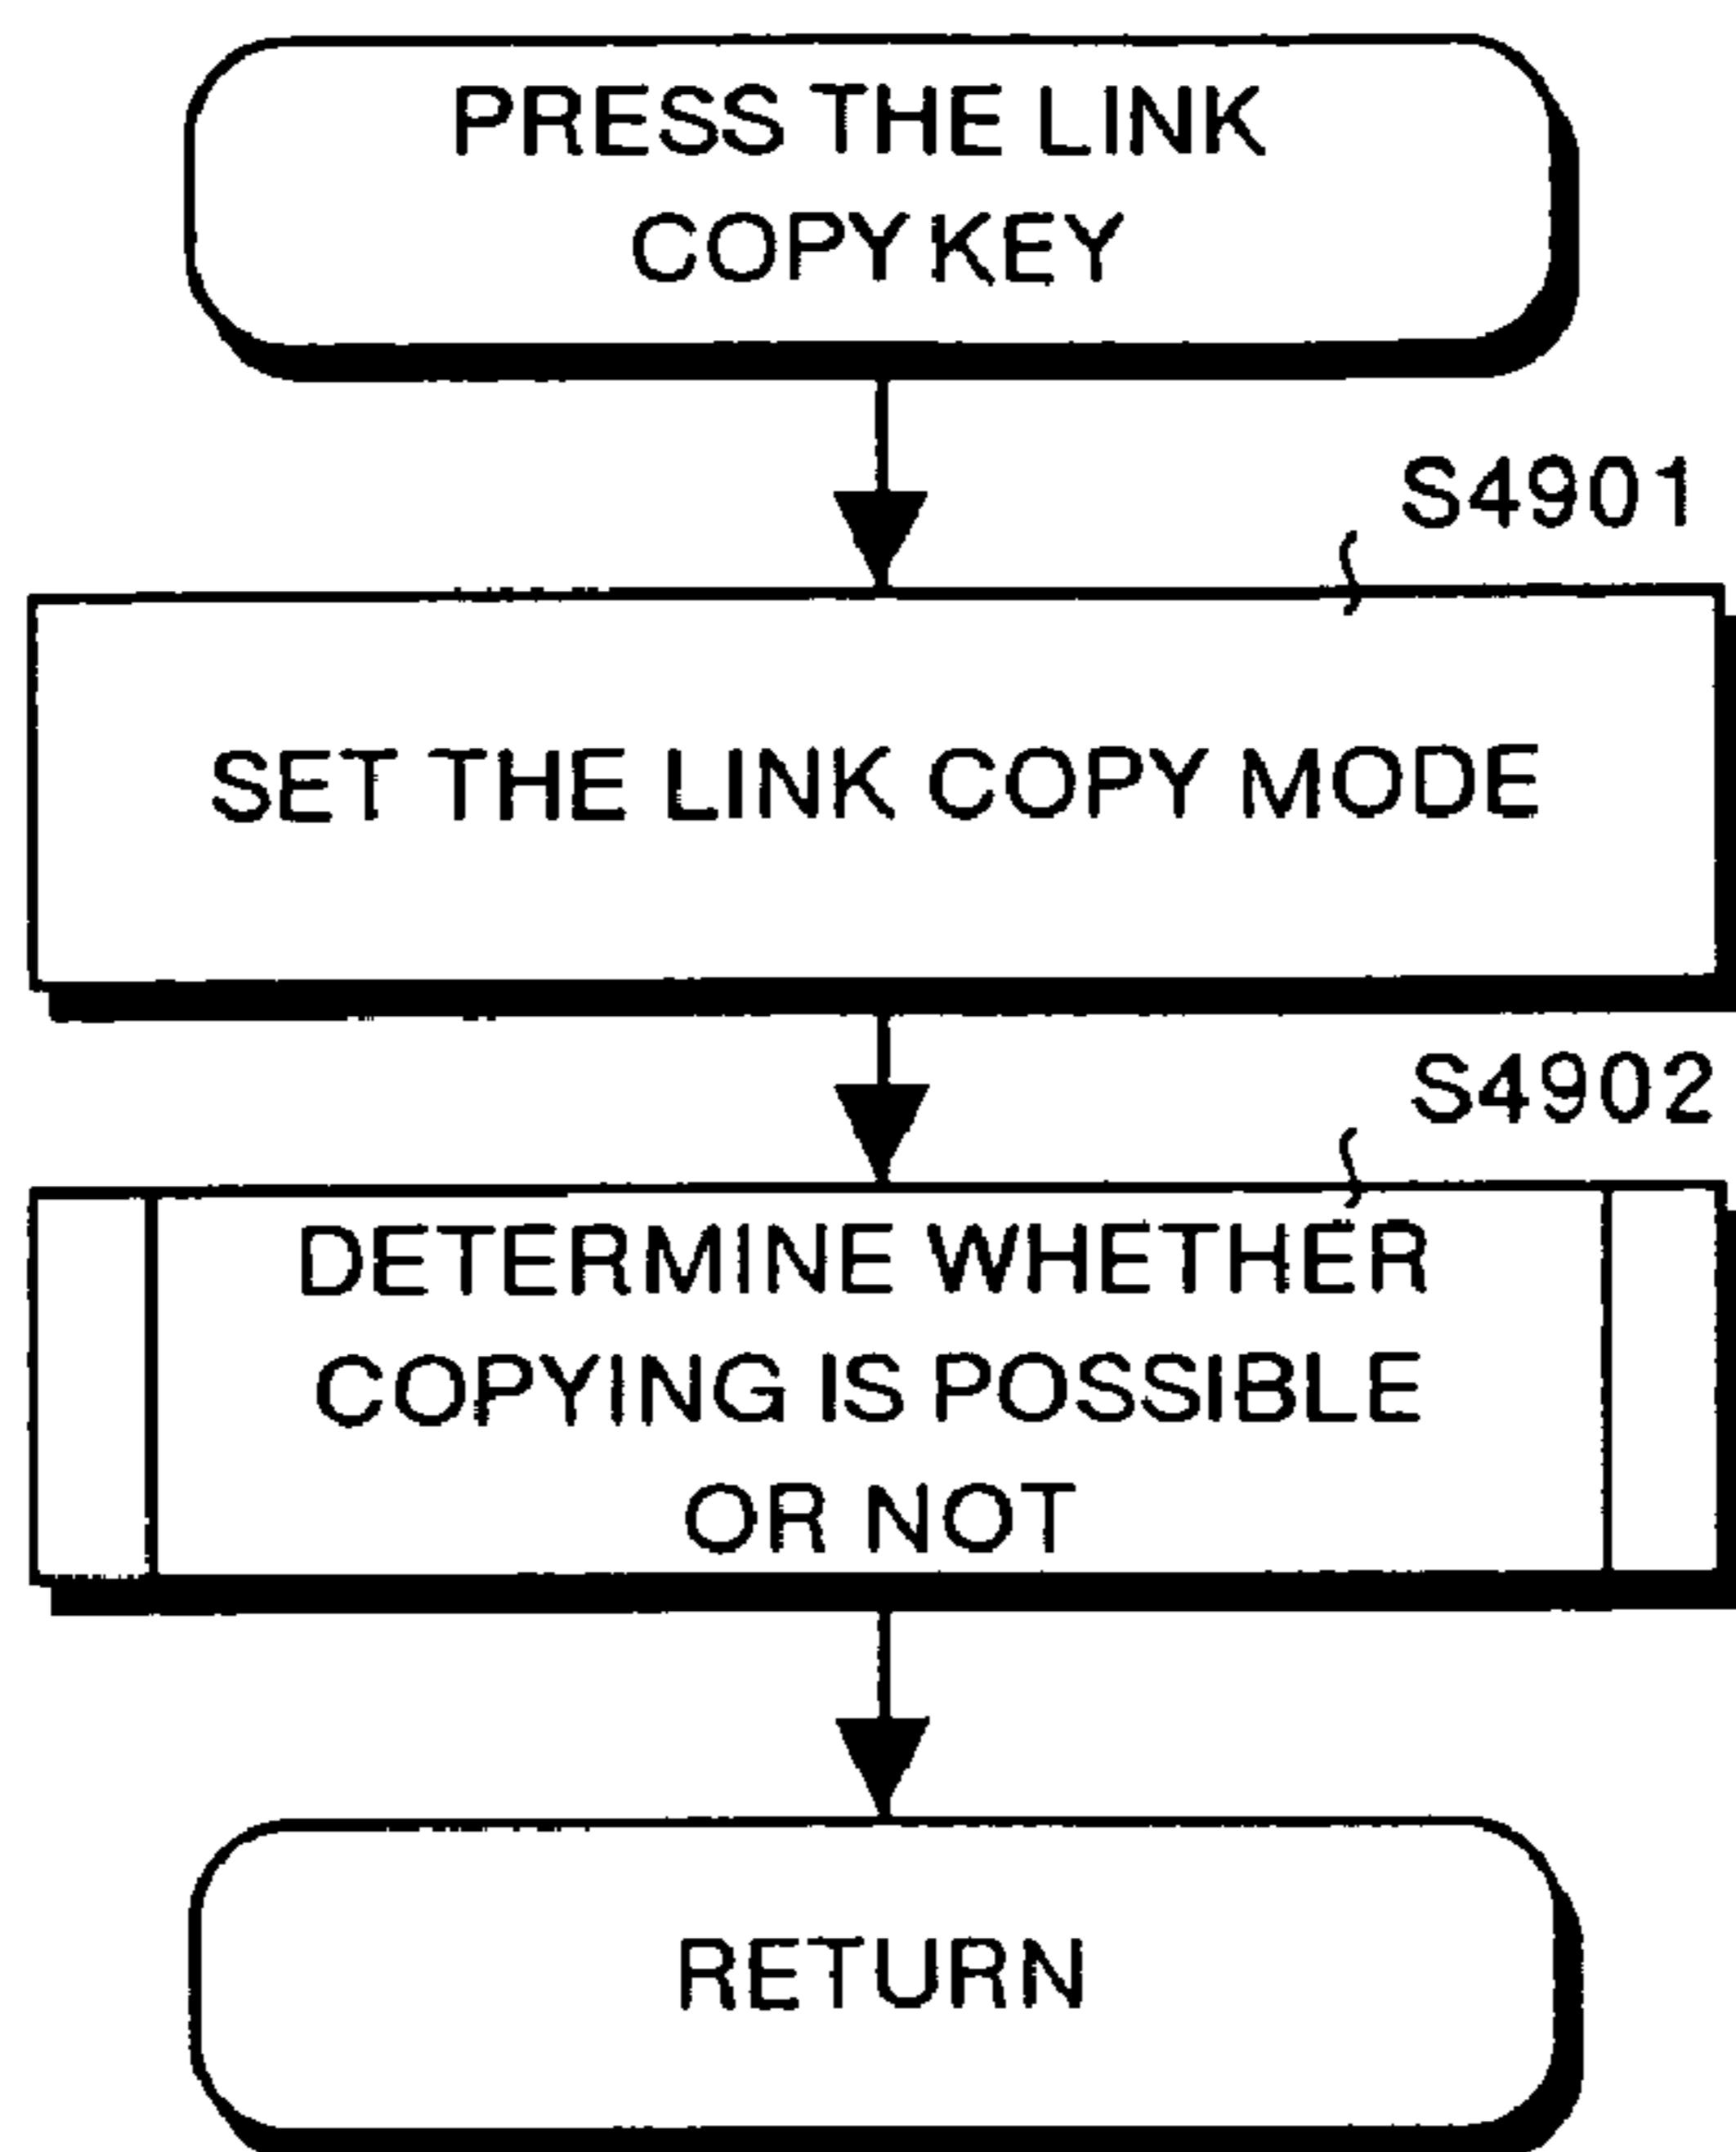 PRESS THE LINK
COPY KEY
S4901
SET THE LINK COPY MODE
S4902
DETERMINE WHETHER
COPYING IS POSSIBLE
OR NOT
RETURN